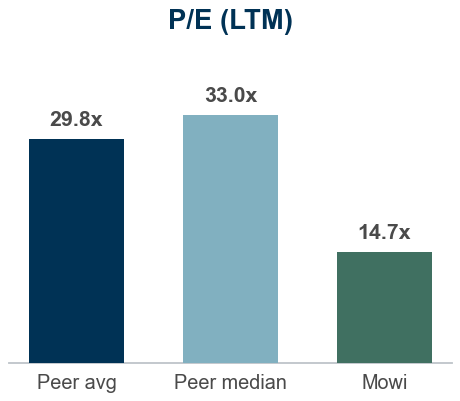 P/E (LTM)
29.8x
33.0x
14.7x
Peer avg
Peer median
Mowi